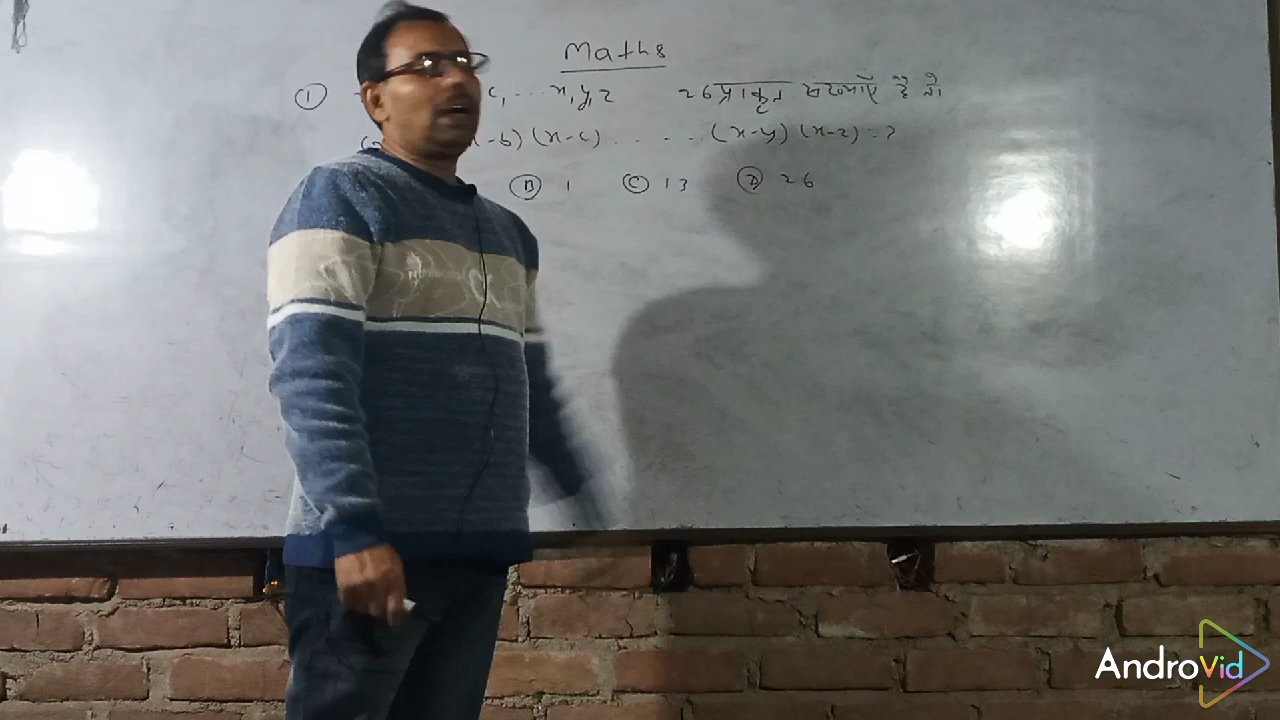 Maths
① c, ... x, y, z 26 प्राकृत संख्याएँ है तो
-b) (x-c) . . - . .. (x-y) (x-z) = ?
Ⓑ 1 Ⓒ 13 Ⓓ 26
AndroVid